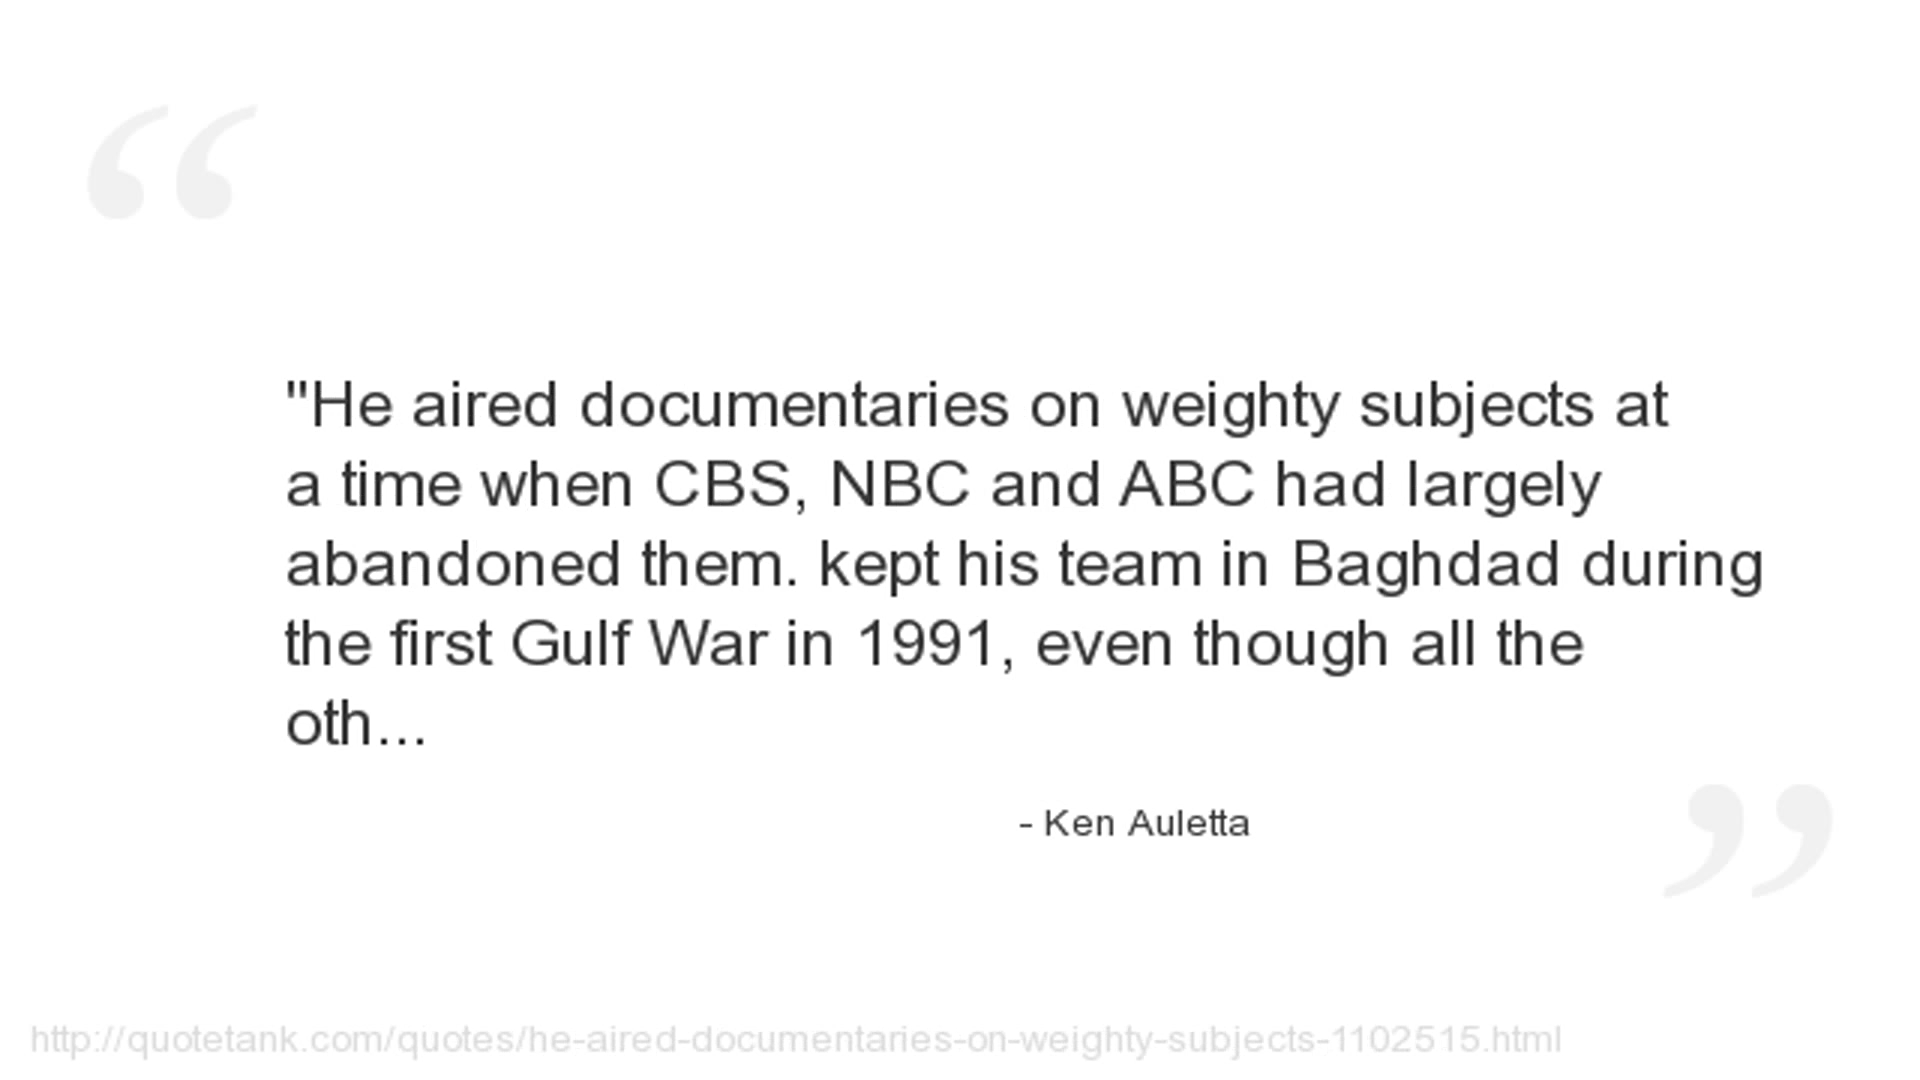 "He aired documentaries on weighty subjects at
a time when CBS, NBC and ABC had largely
abandoned them. kept his team in Baghdad during
the first Gulf War in 1991, even though all the
oth...
- Ken Auletta
http://quotetank.com/quotes/he-aired-documentaries-on-weighty-subjects-1102515.html